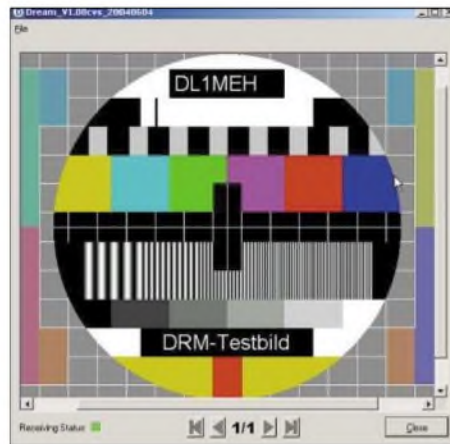 Dream_V1.08cvs_20040604
File
DL1MEH
DRM-Testbild
Receiving Status
1/1
Close